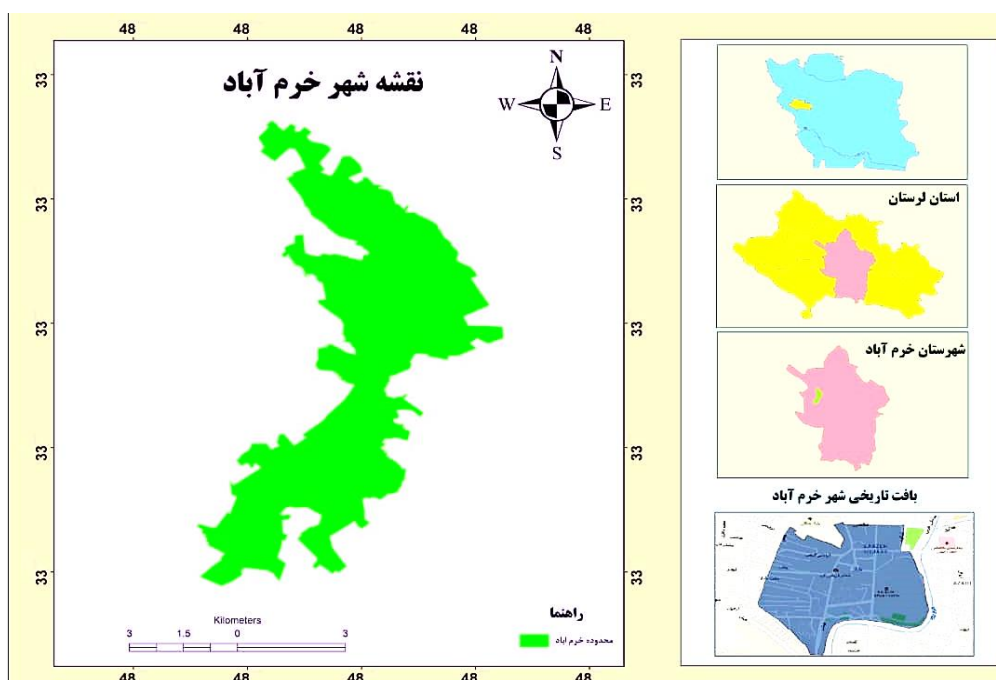 48 48 48 48 48
نقشه شهر خرم آباد
N
W E
S
33 33
33 33
33 33
33 33
33 33
Kilometers
3 1.5 0 3
راهنما
محدوده خرم اباد
48 48 48 48 48
استان لرستان
شهرستان خرم آباد
بافت تاریخی شهر خرم آباد